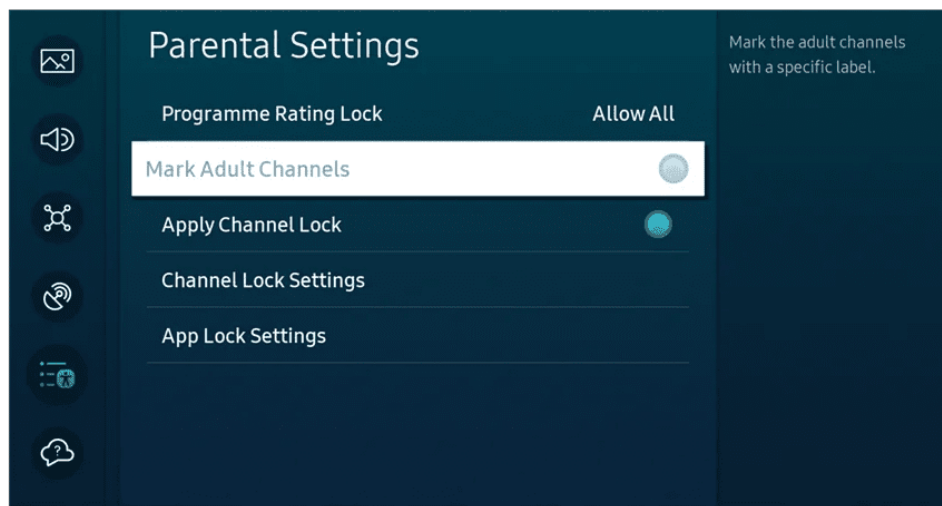 Parental Settings
Mark the adult channels
with a specific label.
Programme Rating Lock Allow All
Mark Adult Channels
Apply Channel Lock
Channel Lock Settings
App Lock Settings
?